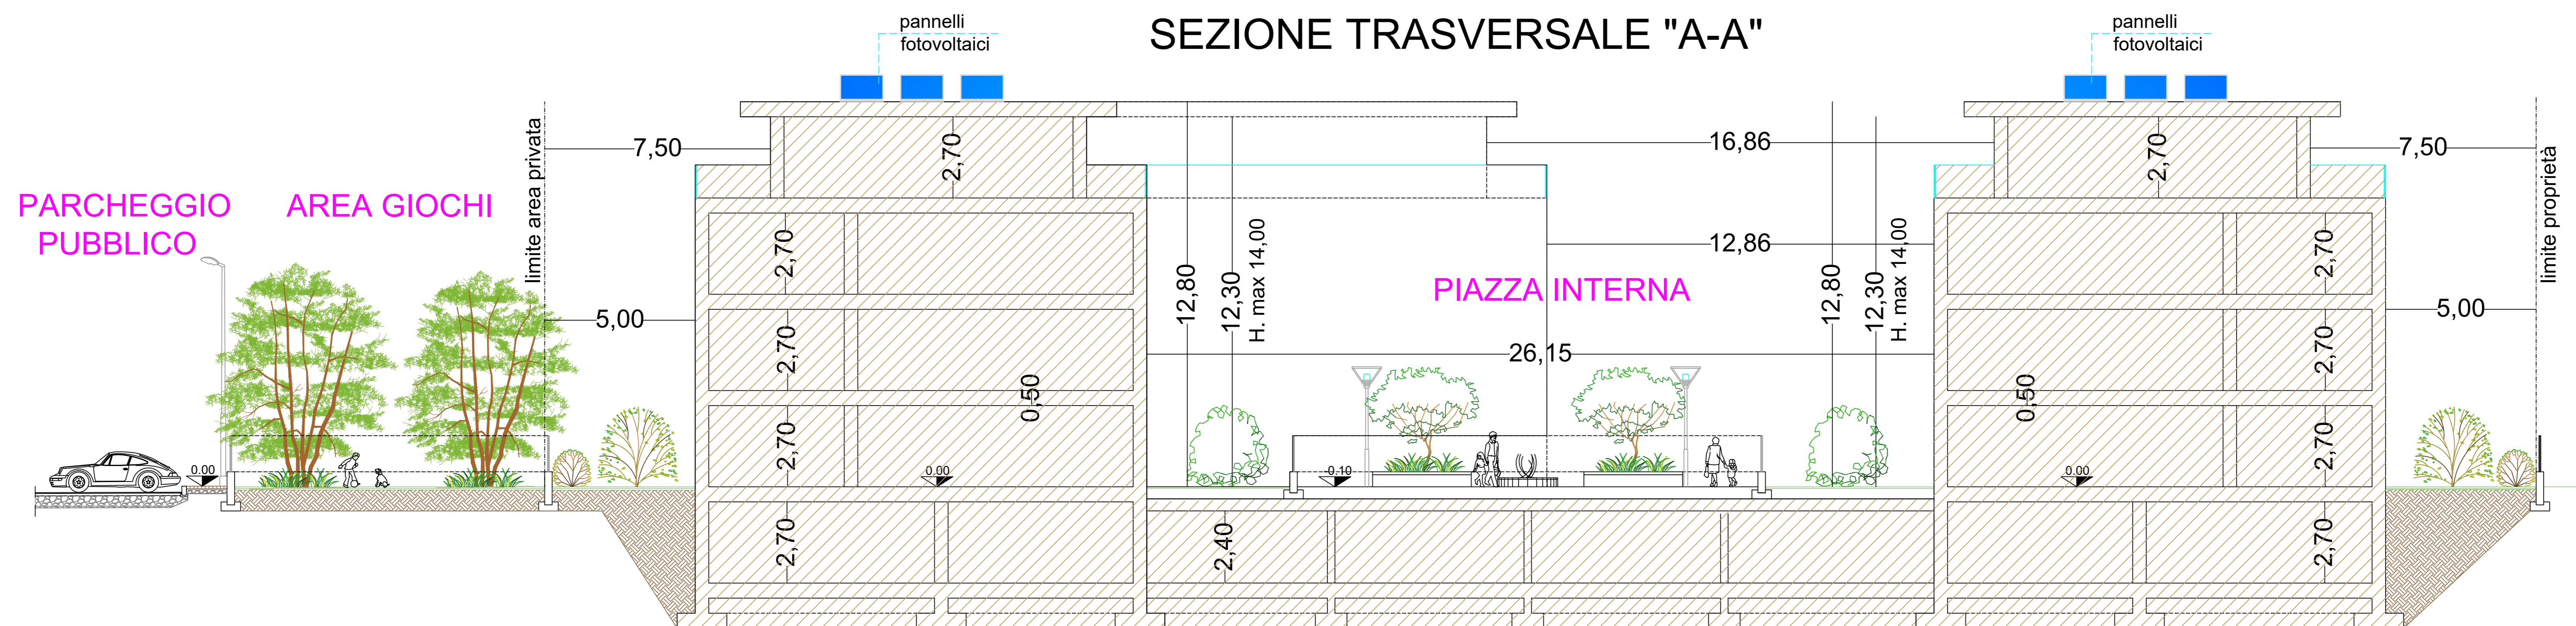 SEZIONE TRASVERSALE "A-A"
pannelli
fotovoltaici
pannelli
fotovoltaici
limite area privata
7,50
2,70
16,86
2,70
7,50
limite proprietà
PARCHEGGIO
PUBBLICO
AREA GIOCHI
2,70
12,86
2,70
12,80
12,30
H. max 14,00
PIAZZA INTERNA
12,80
12,30
H. max 14,00
5,00
5,00
2,70
26,15
2,70
0,50
0,50
2,70
2,70
0.00
0.00
-0.10
0.00
2,70
2,40
2,70